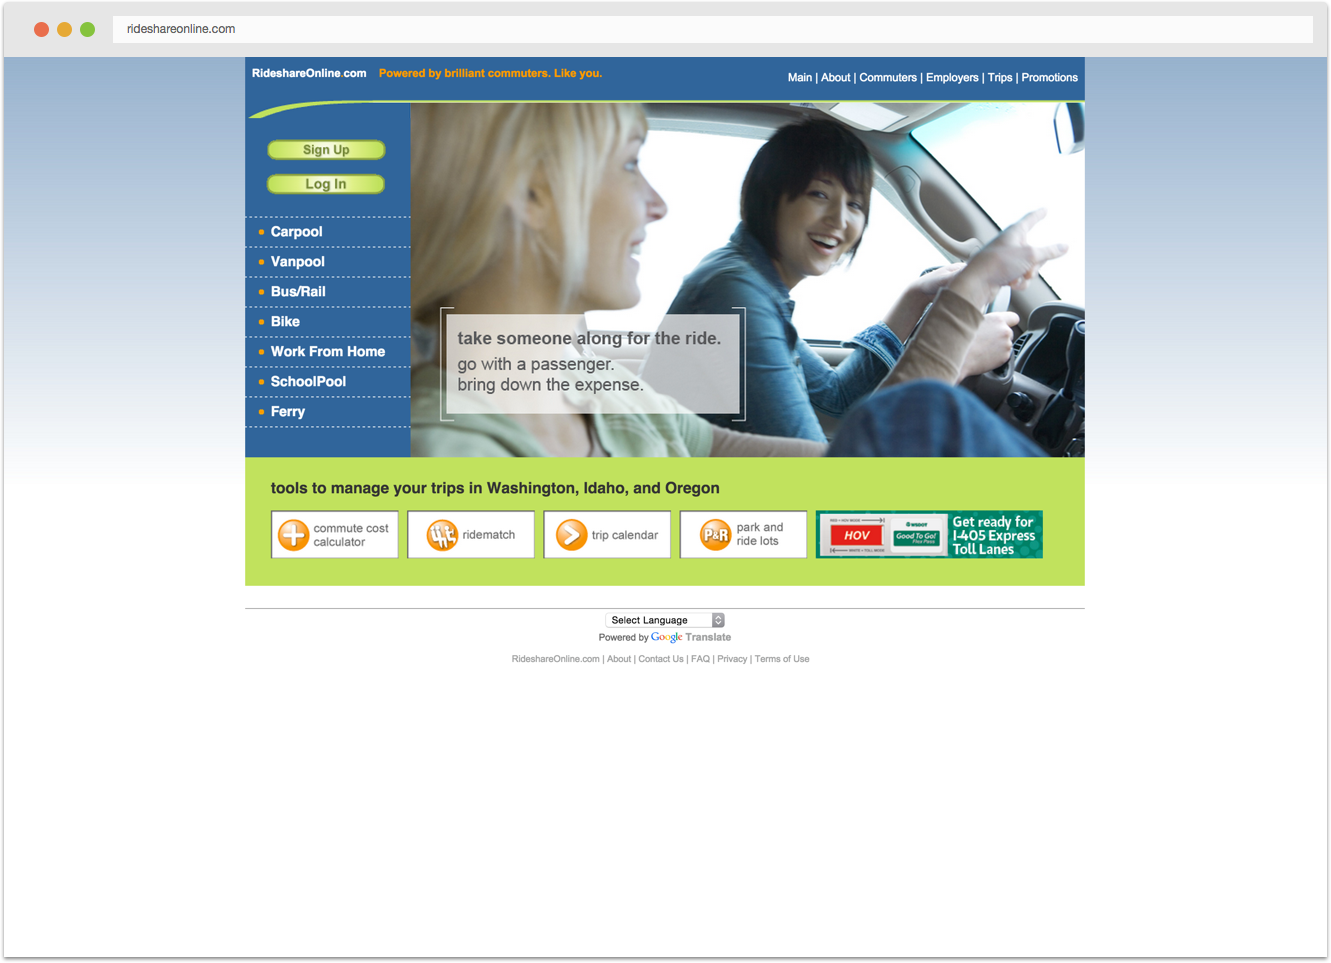 rideshareonline.com
RideshareOnline.com Powered by brilliant commuters. Like you.
Main | About | Commuters | Employers | Trips | Promotions
Sign Up
Log In
Carpool
Vanpool
Bus/Rail
Bike
Work From Home
SchoolPool
Ferry
take someone along for the ride.
go with a passenger.
bring down the expense.
tools to manage your trips in Washington, Idaho, and Oregon
commute cost
calculator
ridematch
trip calendar
P&R
park and
ride lots
HOV
Good To Go!
Flex Pass
Get ready for
I-405 Express
Toll Lanes
Select Language
Powered by Google Translate
RideshareOnline.com | About | Contact Us | FAQ | Privacy | Terms of Use